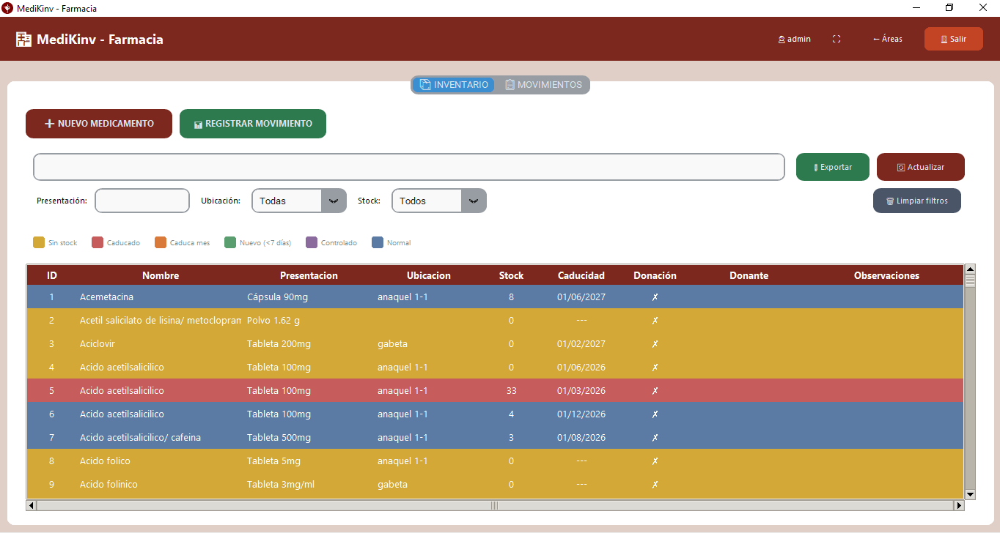 MediKinv - Farmacia
MediKinv - Farmacia
admin
← Áreas
Salir
INVENTARIO
MOVIMIENTOS
+ NUEVO MEDICAMENTO
REGISTRAR MOVIMIENTO
Exportar
Actualizar
Presentación:
Ubicación:
Todas
Stock:
Todos
Limpiar filtros
Sin stock
Caducado
Caduca mes
Nuevo (<7 días)
Controlado
Normal
ID Nombre Presentacion Ubicacion Stock Caducidad Donación Donante Observaciones
1 Acemetacina Cápsula 90mg anaquel 1-1 8 01/06/2027 ✗
2 Acetil salicilato de lisina/ metoclopram Polvo 1.62 g 0 --- ✗
3 Aciclovir Tableta 200mg gabeta 0 01/02/2027 ✗
4 Acido acetilsalicilico Tableta 100mg anaquel 1-1 0 01/06/2026 ✗
5 Acido acetilsalicilico Tableta 100mg anaquel 1-1 33 01/03/2026 ✗
6 Acido acetilsalicilico Tableta 100mg anaquel 1-1 4 01/12/2026 ✗
7 Acido acetilsalicilico/ cafeina Tableta 500mg anaquel 1-1 3 01/08/2026 ✗
8 Acido folico Tableta 5mg anaquel 1-1 0 --- ✗
9 Acido folinico Tableta 3mg/ml gabeta 0 --- ✗